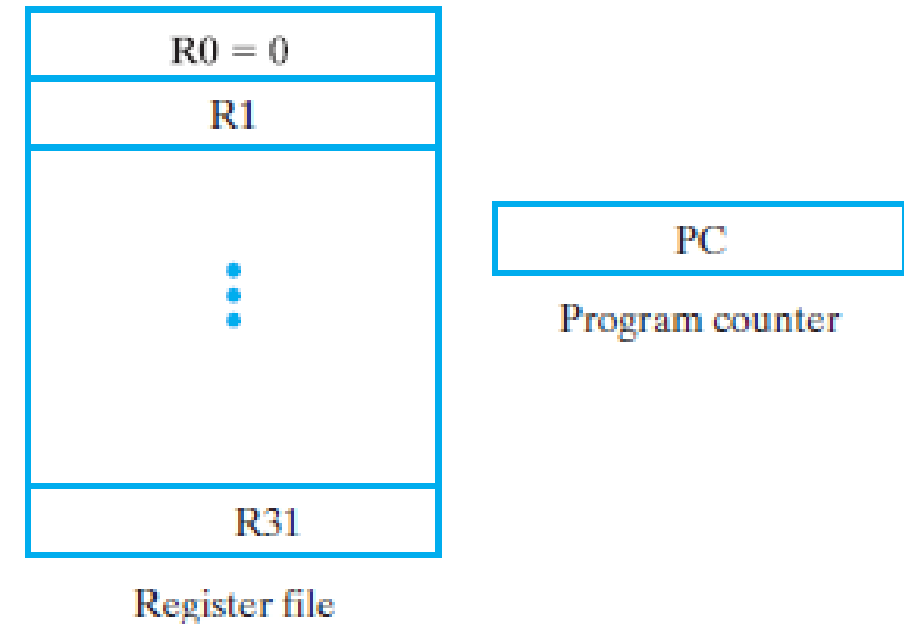 R0 = 0
R1
R31
Register file
PC
Program counter